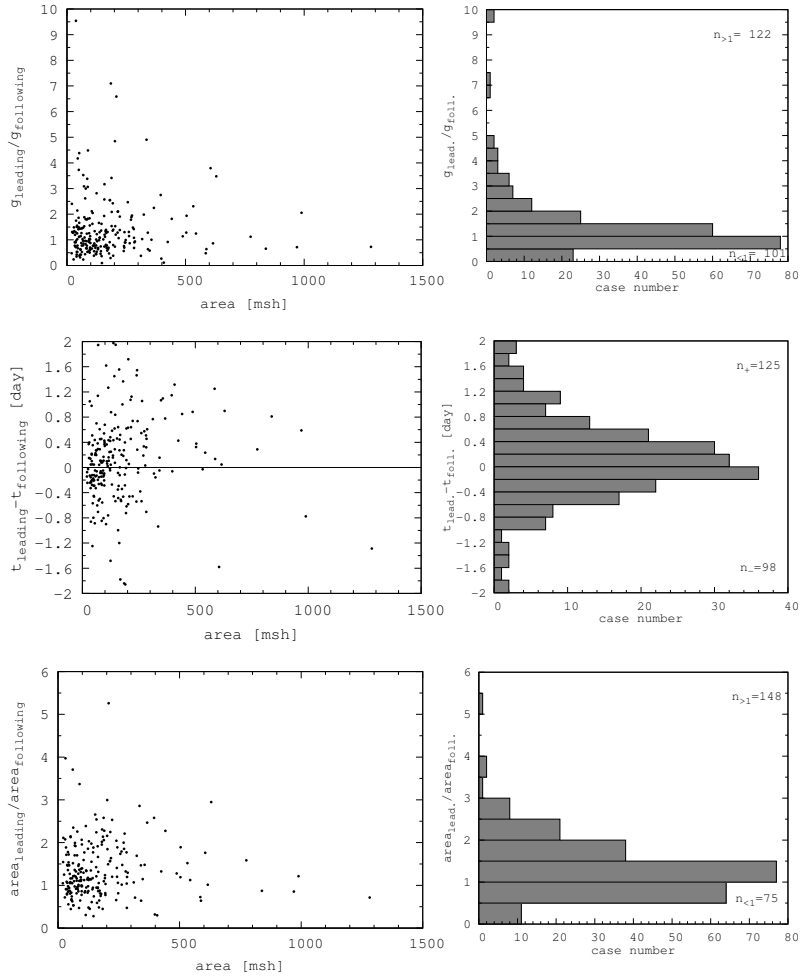 10
9
8
7
6
5
4
3
2
1
0
g_leading/g_following
0 500 1000 1500
area [msh]
10
9
8
7
6
5
4
3
2
1
0
g_lead./g_foll.
n_>1= 122
n_<1= 101
0 10 20 30 40 50 60 70 80
case number
2
1.6
1.2
0.8
0.4
0
-0.4
-0.8
-1.2
-1.6
-2
t_leading-t_following [day]
0 500 1000 1500
area [msh]
2
1.6
1.2
0.8
0.4
0
-0.4
-0.8
-1.2
-1.6
-2
t_lead.-t_foll. [day]
n_+=125
n_-=98
0 10 20 30 40
case number
6
5
4
3
2
1
0
area_leading/area_following
0 500 1000 1500
area [msh]
6
5
4
3
2
1
0
area_lead./area_foll.
n_>1=148
n_<1=75
0 10 20 30 40 50 60 70 80
case number